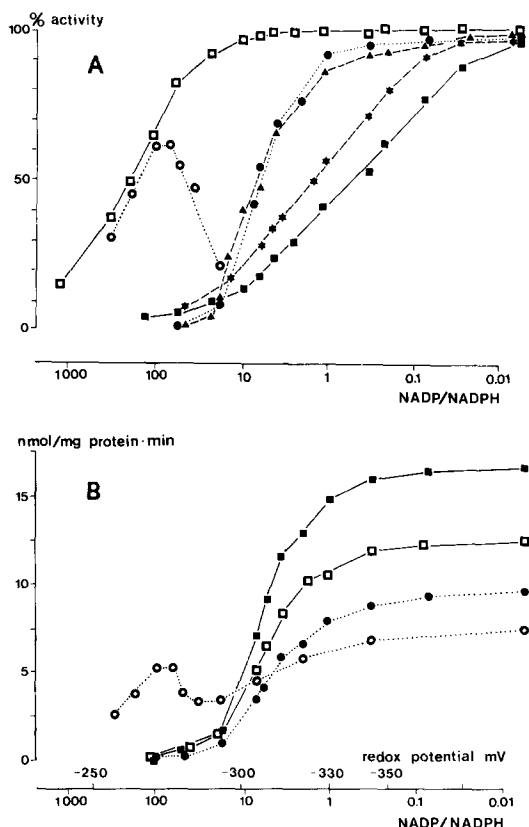 % activity
A
100
50
0
1000 100 10 1 0.1 0.01
NADP/NADPH
nmol/mg protein·min
B
15
10
5
0
redox potential mV
-250 -300 -330 -350
1000 100 10 1 0.1 0.01
NADP/NADPH